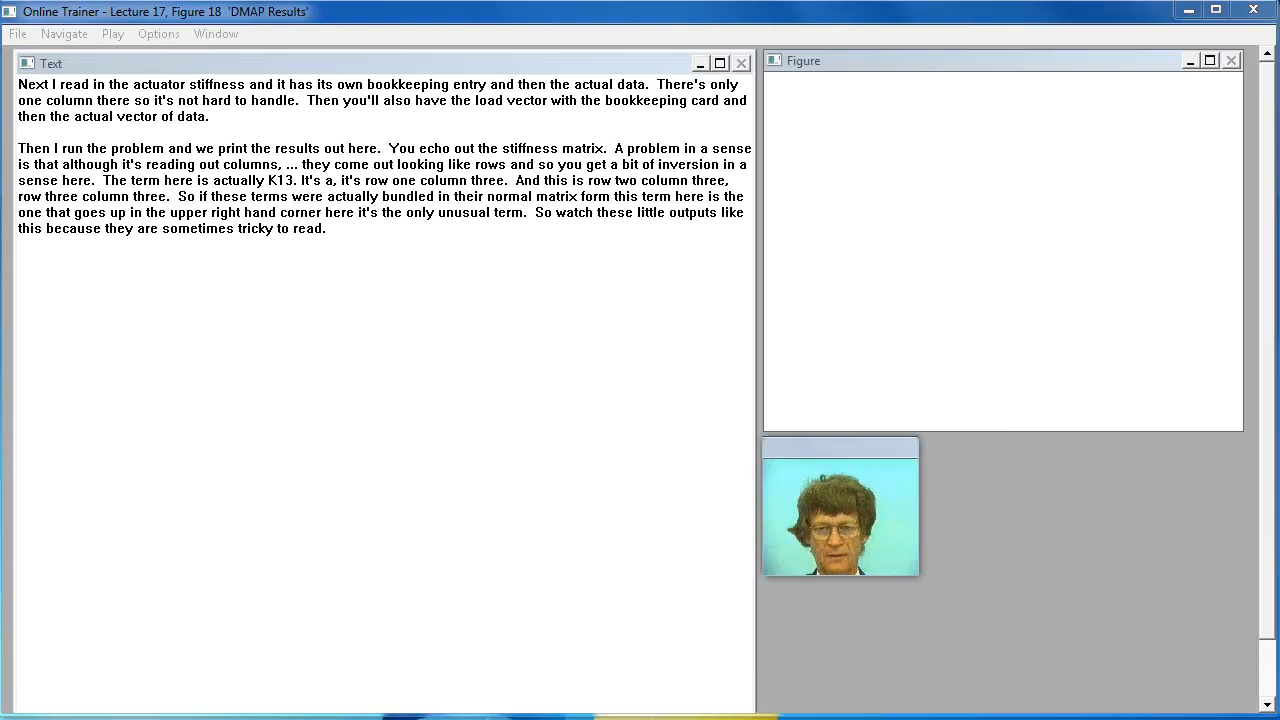 Online Trainer - Lecture 17, Figure 18  'DMAP Results'
File Navigate Play Options Window
Text
Next I read in the actuator stiffness and it has its own bookkeeping entry and then the actual data.  There's only
one column there so it's not hard to handle.  Then you'll also have the load vector with the bookkeeping card and
then the actual vector of data.
Then I run the problem and we print the results out here.  You echo out the stiffness matrix.  A problem in a sense
is that although it's reading out columns, ... they come out looking like rows and so you get a bit of inversion in a
sense here.  The term here is actually K13. It's a, it's row one column three.  And this is row two column three,
row three column three.  So if these terms were actually bundled in their normal matrix form this term here is the
one that goes up in the upper right hand corner here it's the only unusual term.  So watch these little outputs like
this because they are sometimes tricky to read.
Figure